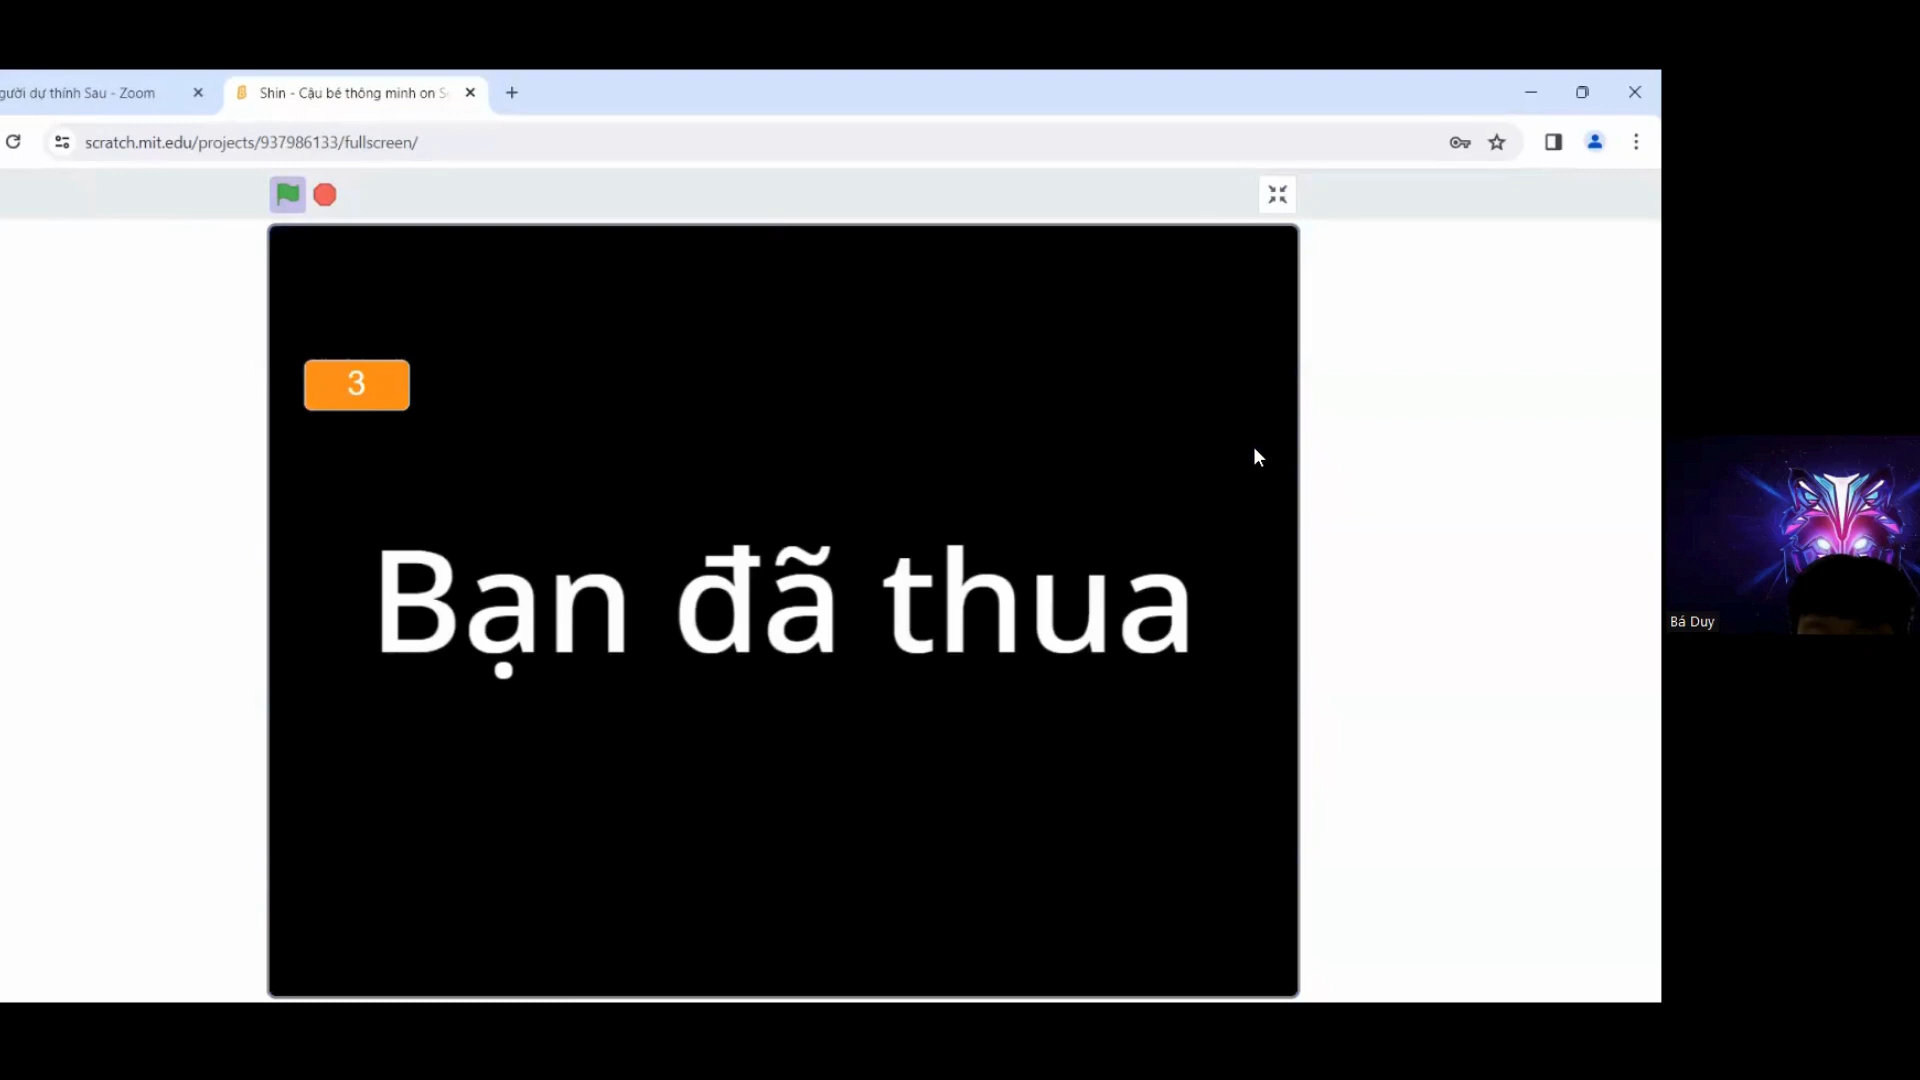 gười dự thính Sau - Zoom
Shin - Cậu bé thông minh on S
scratch.mit.edu/projects/937986133/fullscreen/
3
Bạn đã thua
Bá Duy